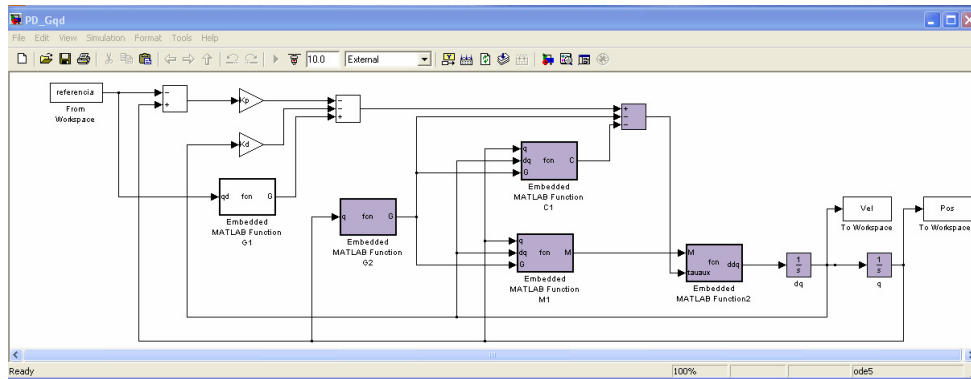 PD_Gqd
File Edit View Simulation Format Tools Help
10.0 External
referencia
From
Workspace
−
+
Kp
−
−
+
Kd
+
−
−
qd fcn G
Embedded
MATLAB Function
G1
q fcn G
Embedded
MATLAB Function
G2
q
dq fcn C
G
Embedded
MATLAB Function
C1
q
dq fcn M
G
Embedded
MATLAB Function
M1
M
fcn ddq
tauaux
Embedded
MATLAB Function2
1
s
dq
1
s
q
Vel
To Workspace
Pos
To Workspace
Ready 100% ode5